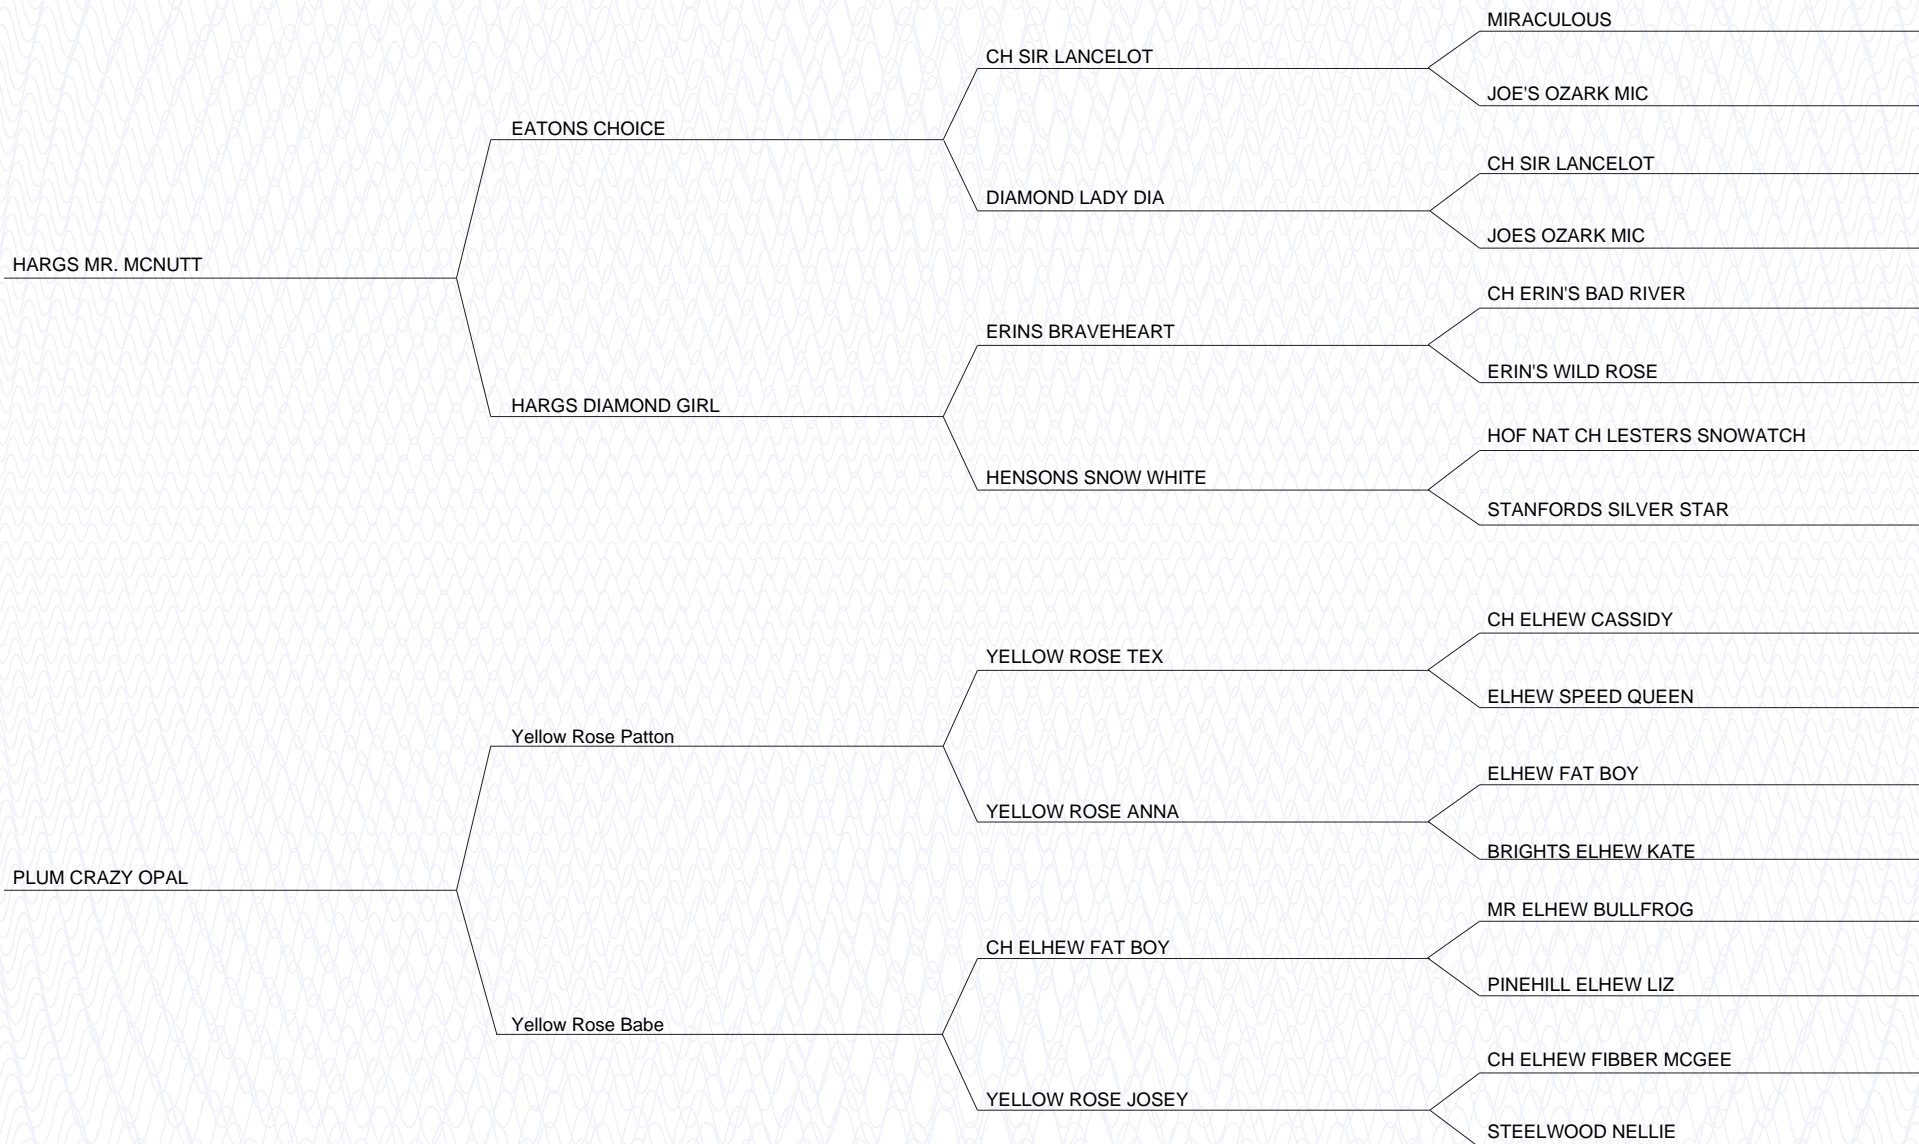 MIRACULOUS
CH SIR LANCELOT
JOE'S OZARK MIC
EATONS CHOICE
CH SIR LANCELOT
DIAMOND LADY DIA
JOES OZARK MIC
HARGS MR. MCNUTT
CH ERIN'S BAD RIVER
ERINS BRAVEHEART
ERIN'S WILD ROSE
HARGS DIAMOND GIRL
HOF NAT CH LESTERS SNOWATCH
HENSONS SNOW WHITE
STANFORDS SILVER STAR
CH ELHEW CASSIDY
YELLOW ROSE TEX
ELHEW SPEED QUEEN
Yellow Rose Patton
ELHEW FAT BOY
YELLOW ROSE ANNA
BRIGHTS ELHEW KATE
PLUM CRAZY OPAL
MR ELHEW BULLFROG
CH ELHEW FAT BOY
PINEHILL ELHEW LIZ
Yellow Rose Babe
CH ELHEW FIBBER MCGEE
YELLOW ROSE JOSEY
STEELWOOD NELLIE